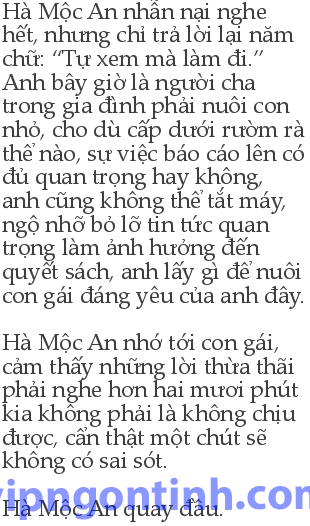 Hà Mộc An nhẫn nại nghe
hết, nhưng chỉ trả lời lại năm
chữ: “Tự xem mà làm đi.”
Anh bây giờ là người cha
trong gia đình phải nuôi con
nhỏ, cho dù cấp dưới rườm rà
thế nào, sự việc báo cáo lên có
đủ quan trọng hay không,
anh cũng không thể tắt máy,
ngộ nhỡ bỏ lỡ tin tức quan
trọng làm ảnh hưởng đến
quyết sách, anh lấy gì để nuôi
con gái đáng yêu của anh đây.
Hà Mộc An nhớ tới con gái,
cảm thấy những lời thừa thãi
phải nghe hơn hai mươi phút
kia không phải là không chịu
được, cẩn thật một chút sẽ
không có sai sót.
vipngontinh.com
Hà Mộc An quay đầu.